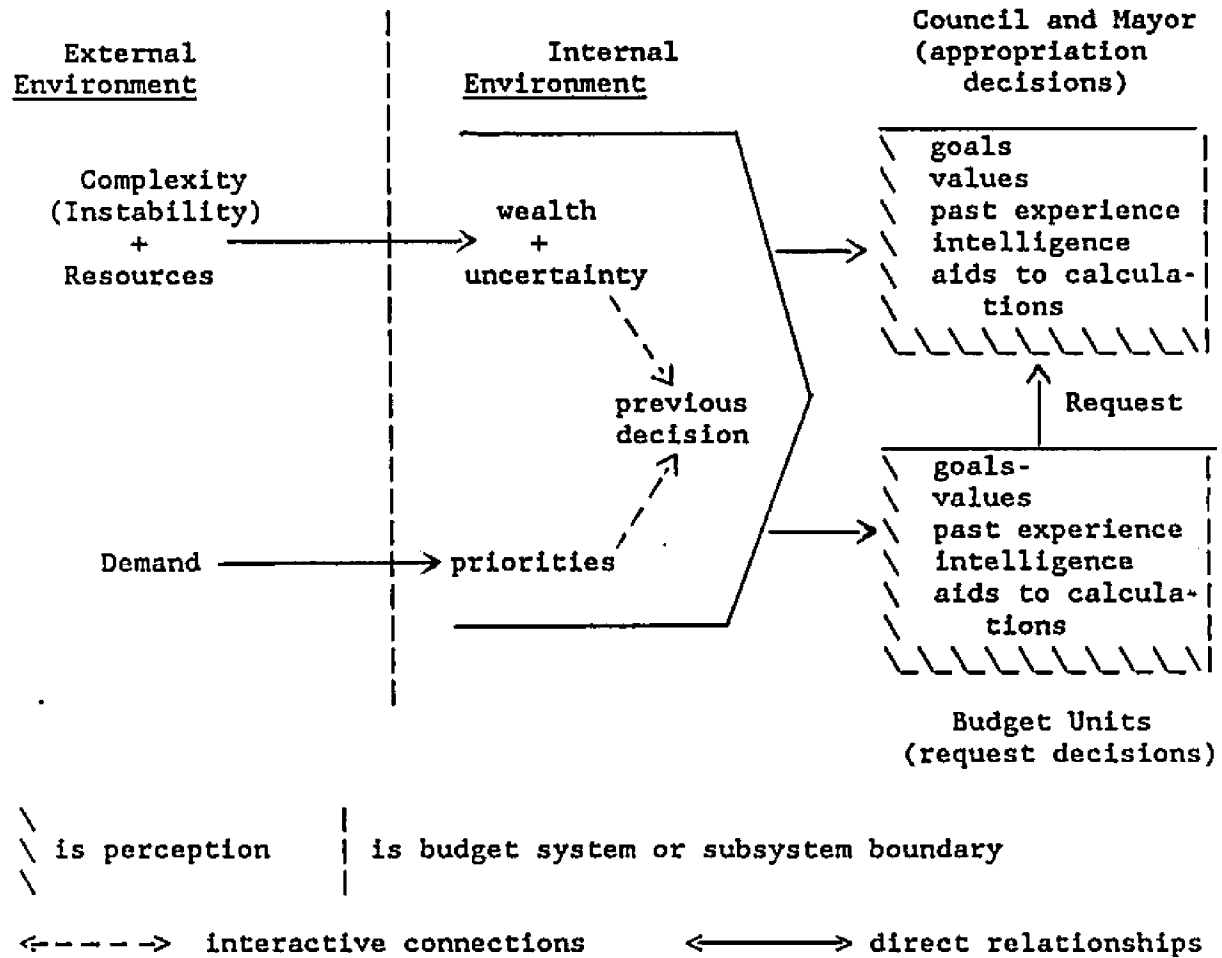 External
Environment
Complexity
(Instability)
+
Resources
Demand
Internal
Environment
wealth
+
uncertainty
previous
decision
priorities
Council and Mayor
(appropriation
decisions)
goals
values
past experience
intelligence
aids to calcula-
tions
Request
goals-
values
past experience
intelligence
aids to calcula-
tions
Budget Units
(request decisions)
is perception
is budget system or subsystem boundary
interactive connections
direct relationships